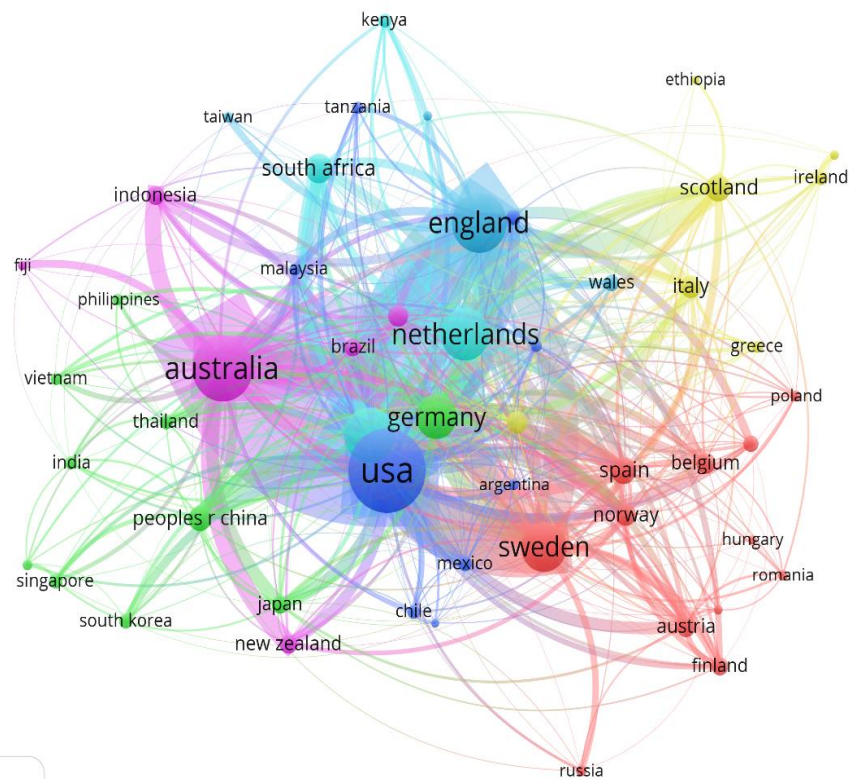 kenya
ethiopia
tanzania
taiwan
south africa
ireland
scotland
indonesia
england
fiji
malaysia
wales
italy
philippines
netherlands
brazil
greece
australia
vietnam
poland
thailand
germany
india
usa
spain
belgium
argentina
peoples r china
norway
hungary
sweden
mexico
singapore
romania
japan
chile
south korea
austria
new zealand
finland
russia